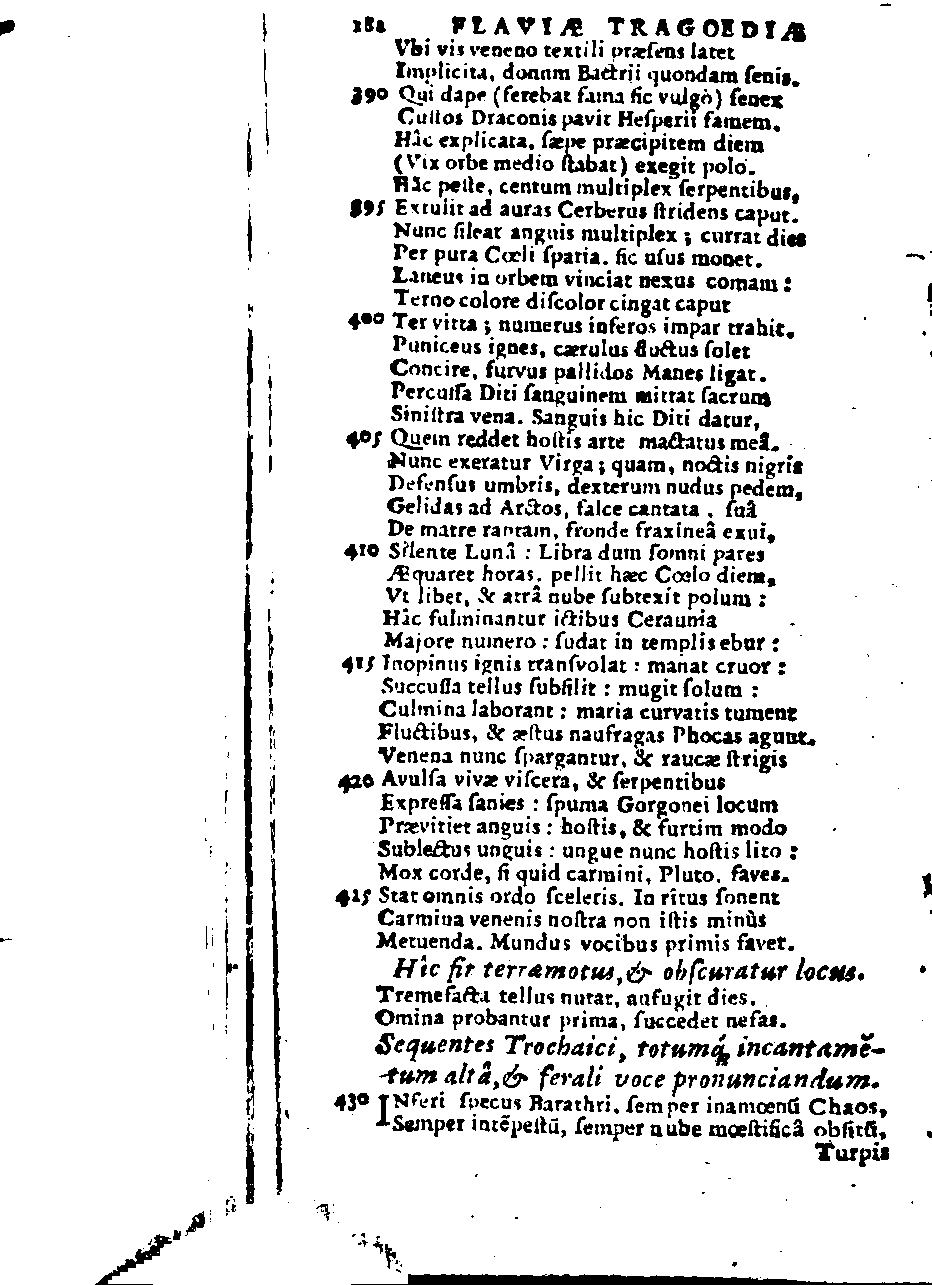 182 FLAVIÆ TRAGOEDIÆ
Vbi vis veneno textili præſens latet
Implicita, donum Bactrii quondam ſenis.
390 Qui dape (ferebat fama ſic vulgò) ſenex
Cuſtos Draconis pavit Heſperii famem.
Hâc explicata, ſæpe præcipitem diem
(Vix orbe medio ſtabat) exegit polo.
Hâc peſte, centum multiplex ſerpentibus,
395 Extulit ad auras Cerberus ſtridens caput.
Nunc ſileat anguis multiplex ; currat dies
Per pura Cœli ſpatia. ſic uſus monet.
Laneus in orbem vinciat nexus comam :
Terno colore diſcolor cingat caput
400 Ter vitta ; numerus inferos impar trahit.
Puniceus ignes, cærulus fluctus ſolet
Concire, furvus pallidos Manes ligat.
Percuſſa Diti ſanguinem mittat ſacrum
Siniſtra vena. Sanguis hic Diti datur,
405 Quem reddet hoſtis arte mactatus meâ.
Nunc exeratur Virga ; quam, noctis nigris
Defenſus umbris, dexterum nudus pedem,
Gelidas ad Arctos, falce cantata , ſuâ
De matre raptam, fronde fraxineâ exui,
410 Silente Lunâ : Libra dum ſomni pares
Æquaret horas. pellit hæc Cœlo diem,
Vt libet, & atrâ nube ſubtexit polum :
Hâc fulminantur ictibus Ceraunia
Majore numero : ſudat in templis ebur :
415 Inopinus ignis tranſvolat : manat cruor :
Succuſſa tellus ſubſilit : mugit ſolum :
Culmina laborant : maria curvatis tument
Fluctibus, & æſtus naufragas Phocas agunt.
Venena nunc ſpargantur, & raucæ ſtrigis
420 Avulſa vivæ viſcera, & ſerpentibus
Expreſſa ſanies : ſpuma Gorgonei locum
Prævitiet anguis : hoſtis, & furtim modo
Sublectus unguis : ungue nunc hoſtis lito :
Mox corde, ſi quid carmini, Pluto, faves.
425 Stat omnis ordo ſceleris. In ritus ſonent
Carmina venenis noſtra non iſtis minùs
Metuenda. Mundus vocibus primis favet.
Hîc fit terræmotus, & obſcuratur locus.
Tremefacta tellus nutat, aufugit dies.
Omina probantur prima, ſuccedet nefas.
Sequentes Trochaici, totumq́ incantamē-
tum altâ, & ferali voce pronunciandum.
430 INferi ſpecus Barathri, ſemper inamœnū Chaos,
Semper intēpeſtū, ſemper nube mœſtificâ obſitū,
Turpis